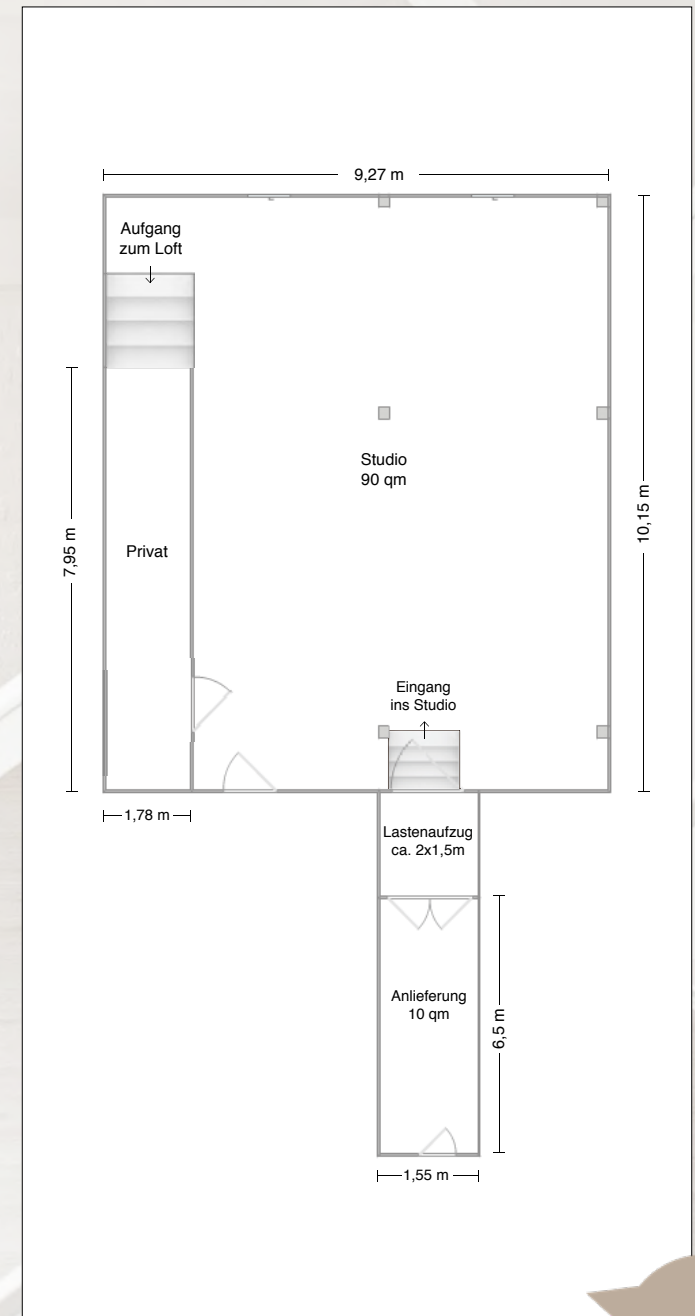 9,27 m
Aufgang
zum Loft
Studio
90 qm
10,15 m
7,95 m
Privat
Eingang
ins Studio
1,78 m
Lastenaufzug
ca. 2x1,5m
Anlieferung
10 qm
6,5 m
1,55 m